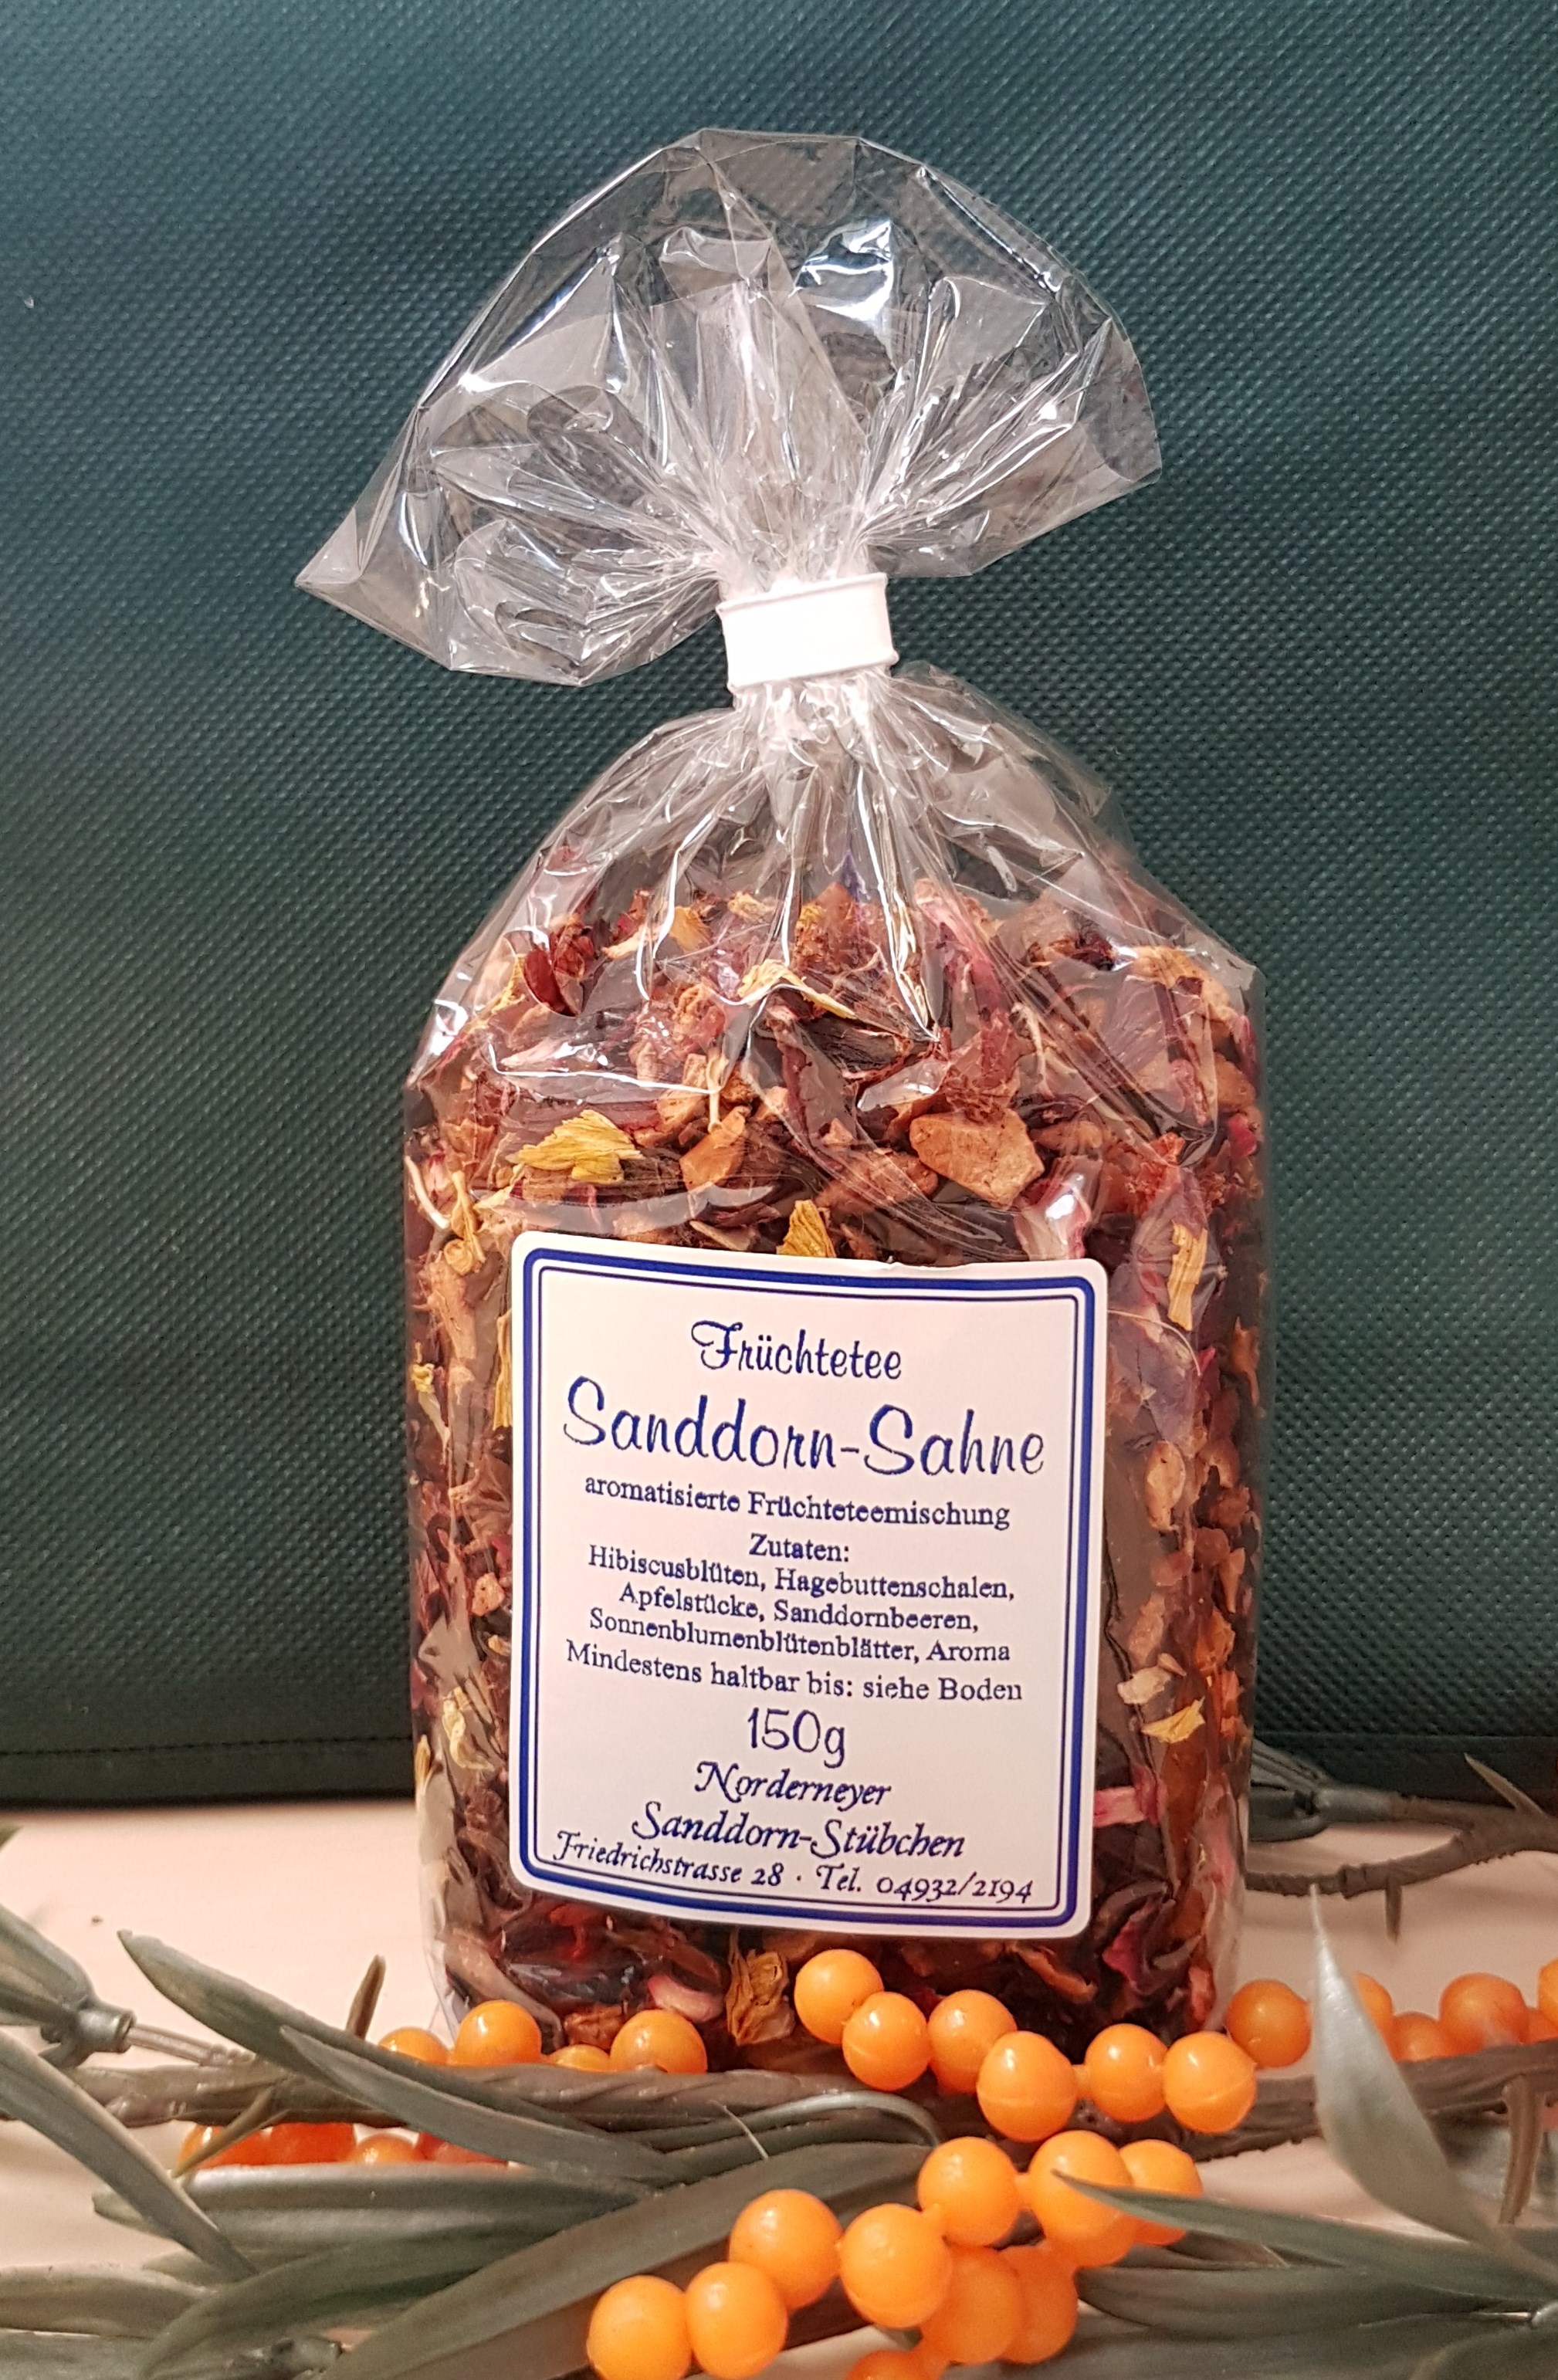 Früchtetee
Sanddorn-Sahne
aromatisierte Früchteteemischung
Zutaten:
Hibiscusblüten, Hagebuttenschalen,
Apfelstücke, Sanddornbeeren,
Sonnenblumenblütenblätter, Aroma
Mindestens haltbar bis: siehe Boden
150g
Norderneyer
Sanddorn-Stübchen
Friedrichstrasse 28 · Tel. 04932/2194